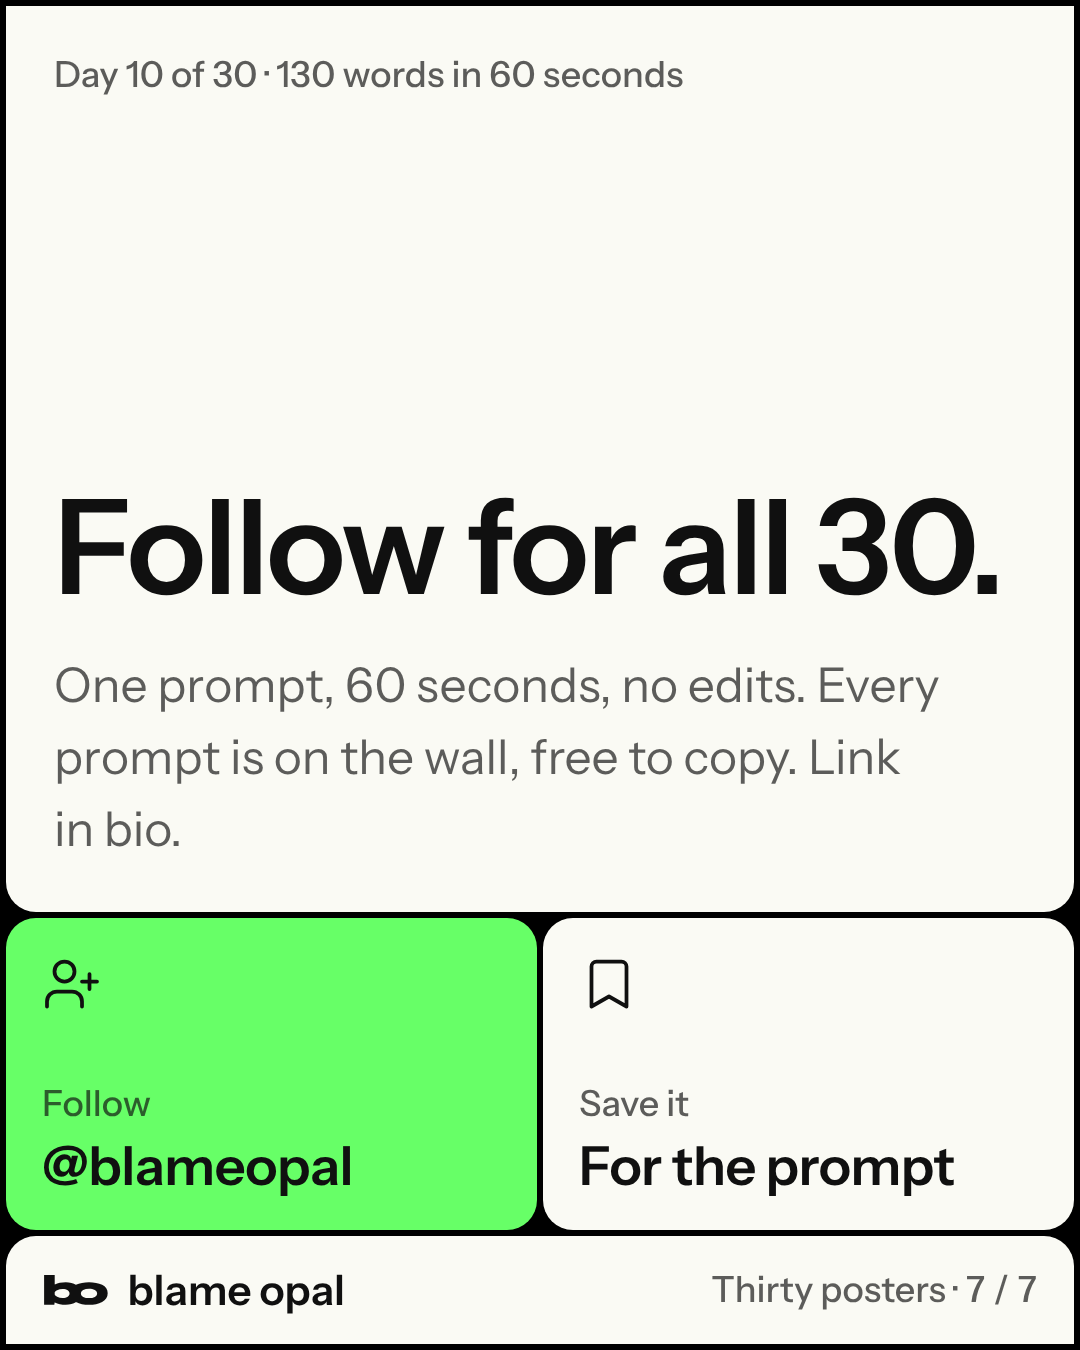 Day 10 of 30 · 130 words in 60 seconds
Follow for all 30.
One prompt, 60 seconds, no edits. Every
prompt is on the wall, free to copy. Link
in bio.
Follow
@blameopal
Save it
For the prompt
bo blame opal
Thirty posters · 7 / 7